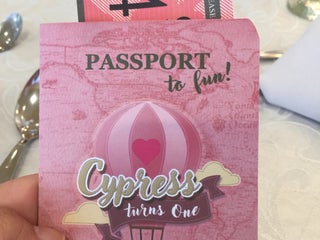 PASSPORT
to fun!
Cypress
turns One